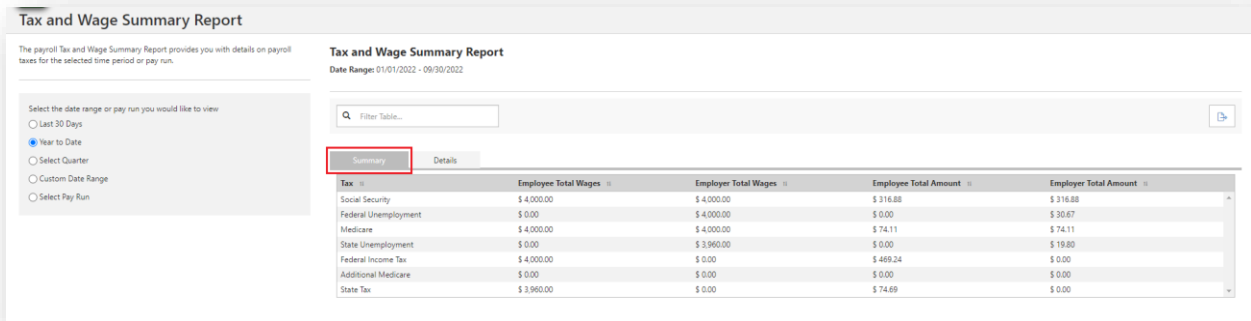 Tax and Wage Summary Report
The payroll Tax and Wage Summary Report provides you with details on payroll
taxes for the selected time period or pay run.
Select the date range or pay run you would like to view
Last 30 Days
Year to Date
Select Quarter
Custom Date Range
Select Pay Run
Tax and Wage Summary Report
Date Range: 01/01/2022 - 09/30/2022
Filter Table...
Summary Details
Tax Employee Total Wages Employer Total Wages Employee Total Amount Employer Total Amount
Social Security $ 4,000.00 $ 4,000.00 $ 316.88 $ 316.88
Federal Unemployment $ 0.00 $ 4,000.00 $ 0.00 $ 30.67
Medicare $ 4,000.00 $ 4,000.00 $ 74.11 $ 74.11
State Unemployment $ 0.00 $ 3,960.00 $ 0.00 $ 19.80
Federal Income Tax $ 4,000.00 $ 0.00 $ 469.24 $ 0.00
Additional Medicare $ 0.00 $ 0.00 $ 0.00 $ 0.00
State Tax $ 3,960.00 $ 0.00 $ 74.69 $ 0.00